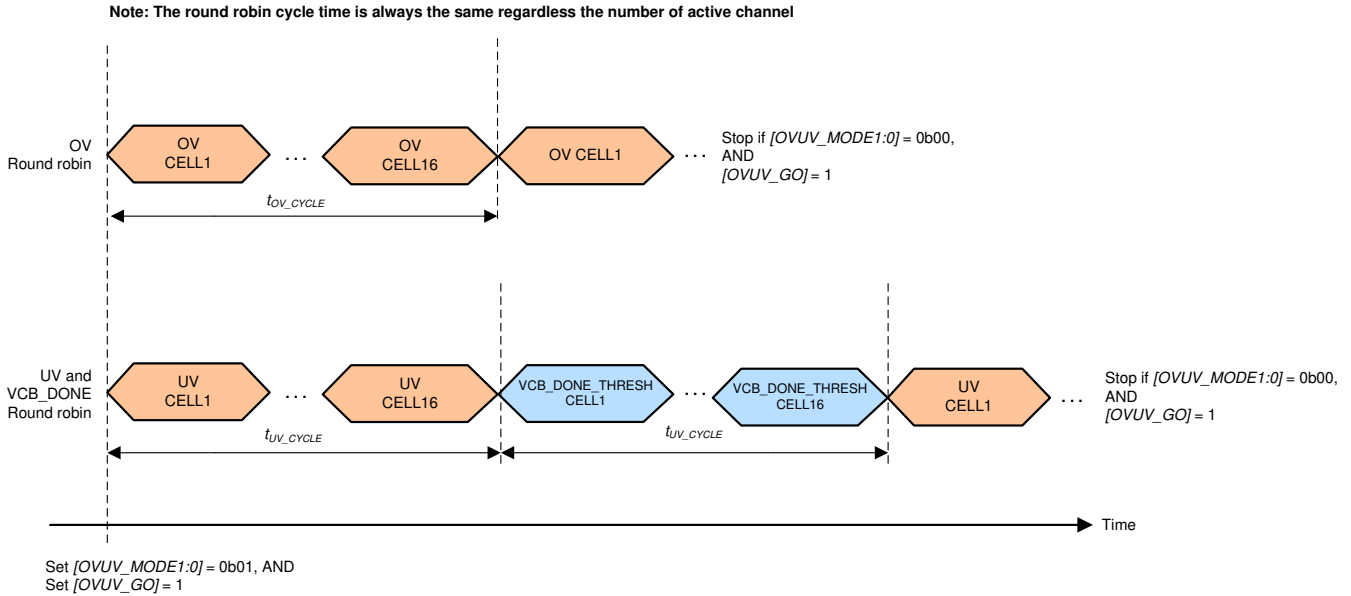 Note: The round robin cycle time is always the same regardless the number of active channel
OV
Round robin
OV
CELL1
...
OV
CELL16
OV CELL1
...
Stop if [OVUV_MODE1:0] = 0b00,
AND
[OVUV_GO] = 1
tOV_CYCLE
UV and
VCB_DONE
Round robin
UV
CELL1
...
UV
CELL16
VCB_DONE_THRESH
CELL1
...
VCB_DONE_THRESH
CELL16
UV
CELL1
...
Stop if [OVUV_MODE1:0] = 0b00,
AND
[OVUV_GO] = 1
tUV_CYCLE
tUV_CYCLE
Time
Set [OVUV_MODE1:0] = 0b01, AND
Set [OVUV_GO] = 1